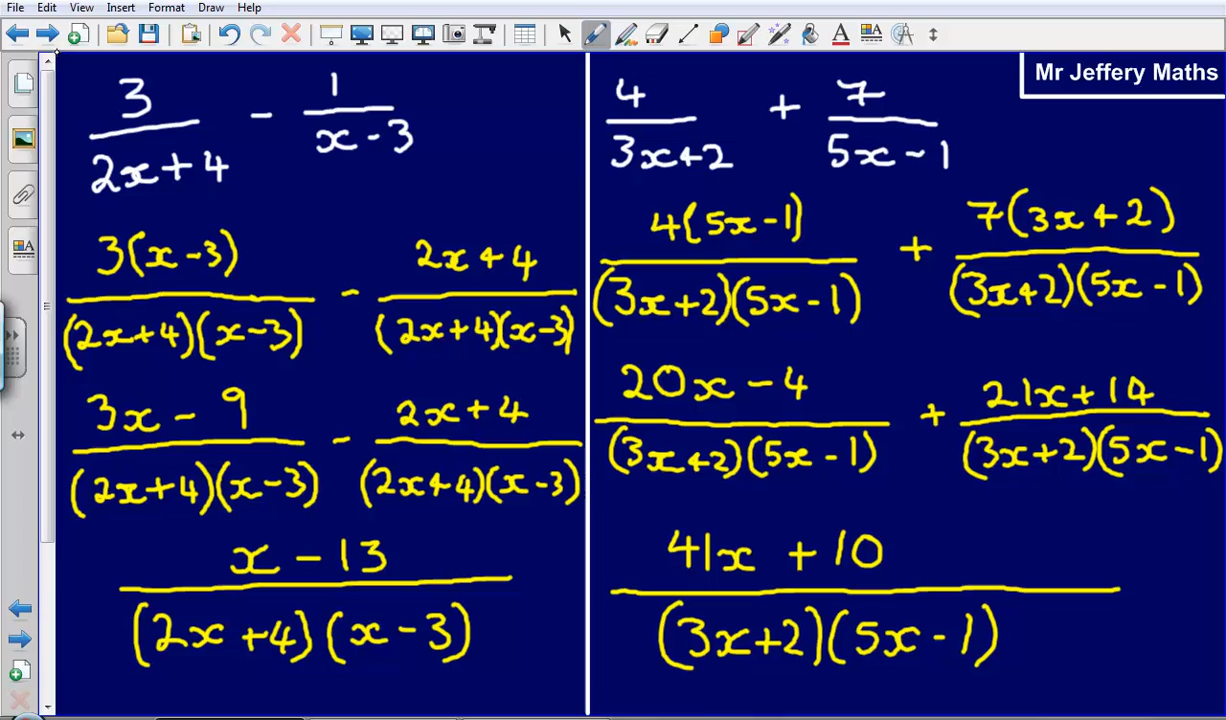 File Edit View Insert Format Draw Help
Mr Jeffery Maths
3/(2x+4) - 1/(x-3)
3(x-3)/((2x+4)(x-3)) - (2x+4)/((2x+4)(x-3))
(3x-9)/((2x+4)(x-3)) - (2x+4)/((2x+4)(x-3))
(x-13)/((2x+4)(x-3))
4/(3x+2) + 7/(5x-1)
4(5x-1)/((3x+2)(5x-1)) + 7(3x+2)/((3x+2)(5x-1))
(20x-4)/((3x+2)(5x-1)) + (21x+14)/((3x+2)(5x-1))
(41x+10)/((3x+2)(5x-1))